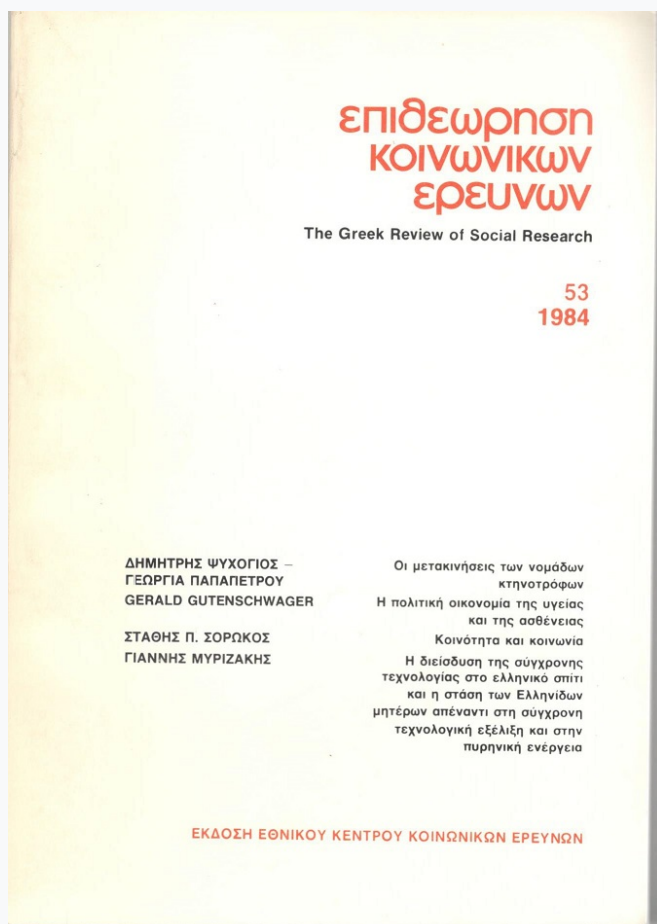 επιθεωρηση
κοινωνικων
ερευνων
The Greek Review of Social Research
53
1984
ΔΗΜΗΤΡΗΣ ΨΥΧΟΓΙΟΣ –
ΓΕΩΡΓΙΑ ΠΑΠΑΠΕΤΡΟΥ
Οι μετακινήσεις των νομάδων
κτηνοτρόφων
GERALD GUTENSCHWAGER
Η πολιτική οικονομία της υγείας
και της ασθένειας
ΣΤΑΘΗΣ Π. ΣΟΡΩΚΟΣ
Κοινότητα και κοινωνία
ΓΙΑΝΝΗΣ ΜΥΡΙΖΑΚΗΣ
Η διείσδυση της σύγχρονης
τεχνολογίας στο ελληνικό σπίτι
και η στάση των Ελληνίδων
μητέρων απέναντι στη σύγχρονη
τεχνολογική εξέλιξη και στην
πυρηνική ενέργεια
ΕΚΔΟΣΗ ΕΘΝΙΚΟΥ ΚΕΝΤΡΟΥ ΚΟΙΝΩΝΙΚΩΝ ΕΡΕΥΝΩΝ